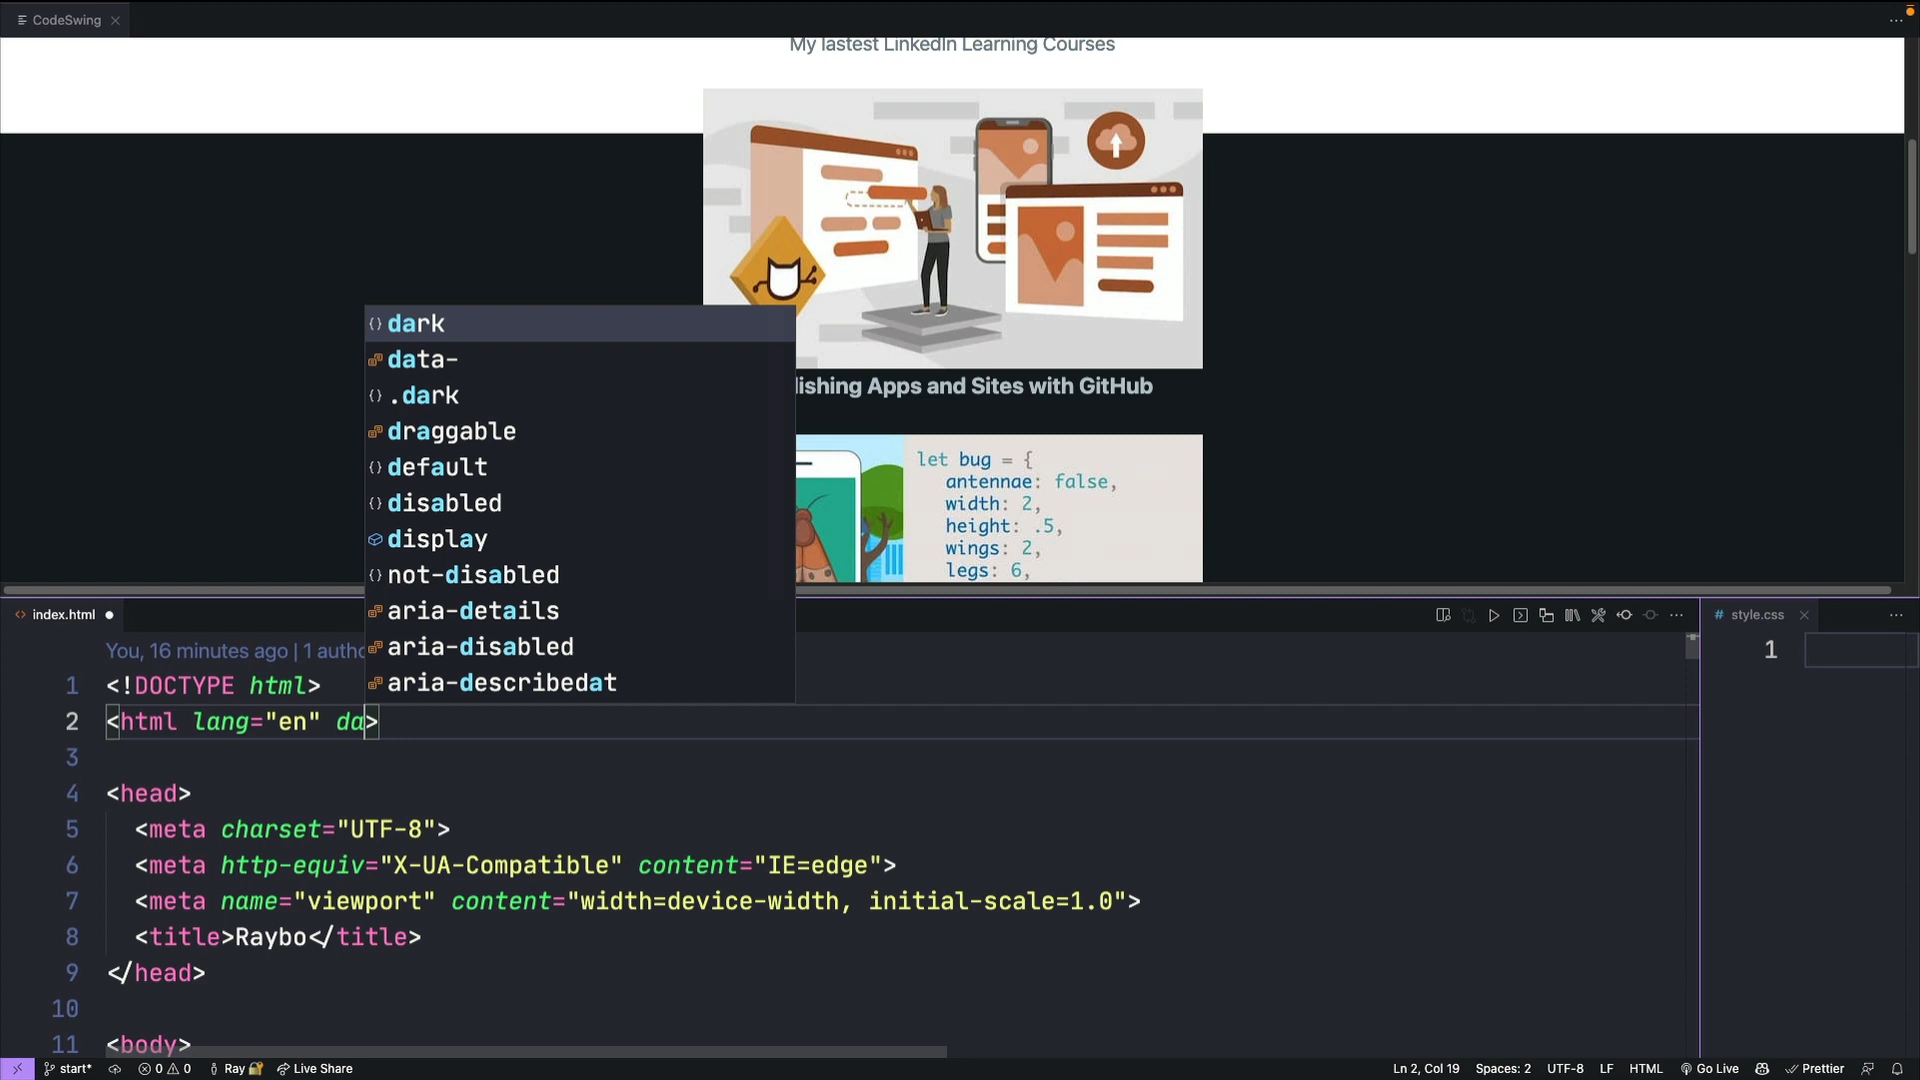 CodeSwing
My lastest LinkedIn Learning Courses
lishing Apps and Sites with GitHub
let bug = {
antennae: false,
width: 2,
height: .5,
wings: 2,
legs: 6,
dark
data-
.dark
draggable
default
disabled
display
not-disabled
aria-details
aria-disabled
aria-describedat
index.html
style.css
You, 16 minutes ago | 1 autho
1 <!DOCTYPE html>
2 <html lang="en" da>
3
4 <head>
5 <meta charset="UTF-8">
6 <meta http-equiv="X-UA-Compatible" content="IE=edge">
7 <meta name="viewport" content="width=device-width, initial-scale=1.0">
8 <title>Raybo</title>
9 </head>
10
11 <body>
1
start* 0 0 Ray Live Share Ln 2, Col 19 Spaces: 2 UTF-8 LF HTML Go Live Prettier